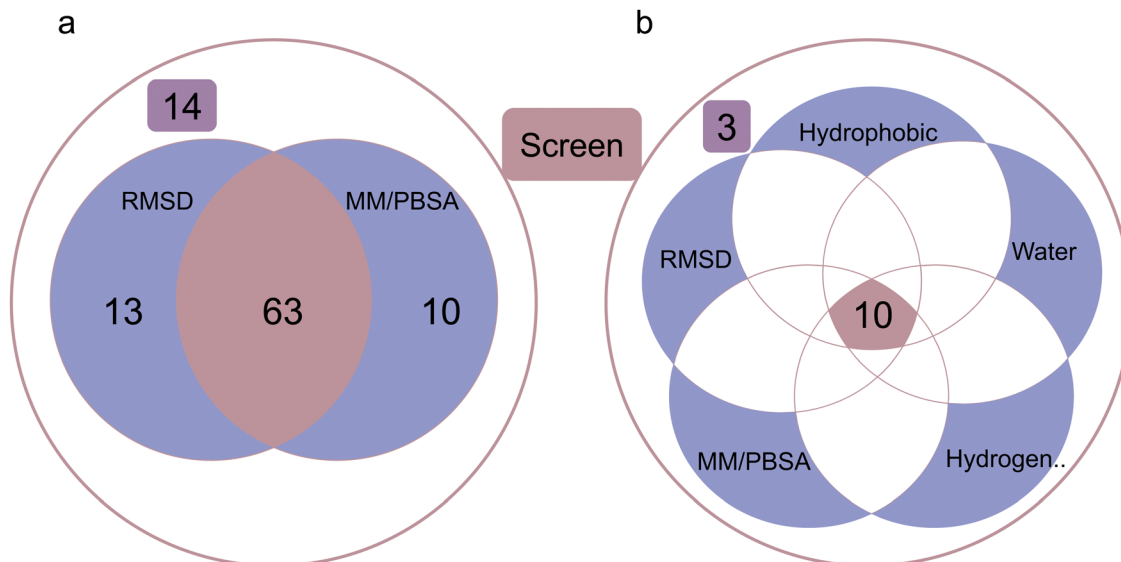 a
14
RMSD
MM/PBSA
13
63
10
Screen
b
3
Hydrophobic
RMSD
Water
10
MM/PBSA
Hydrogen..